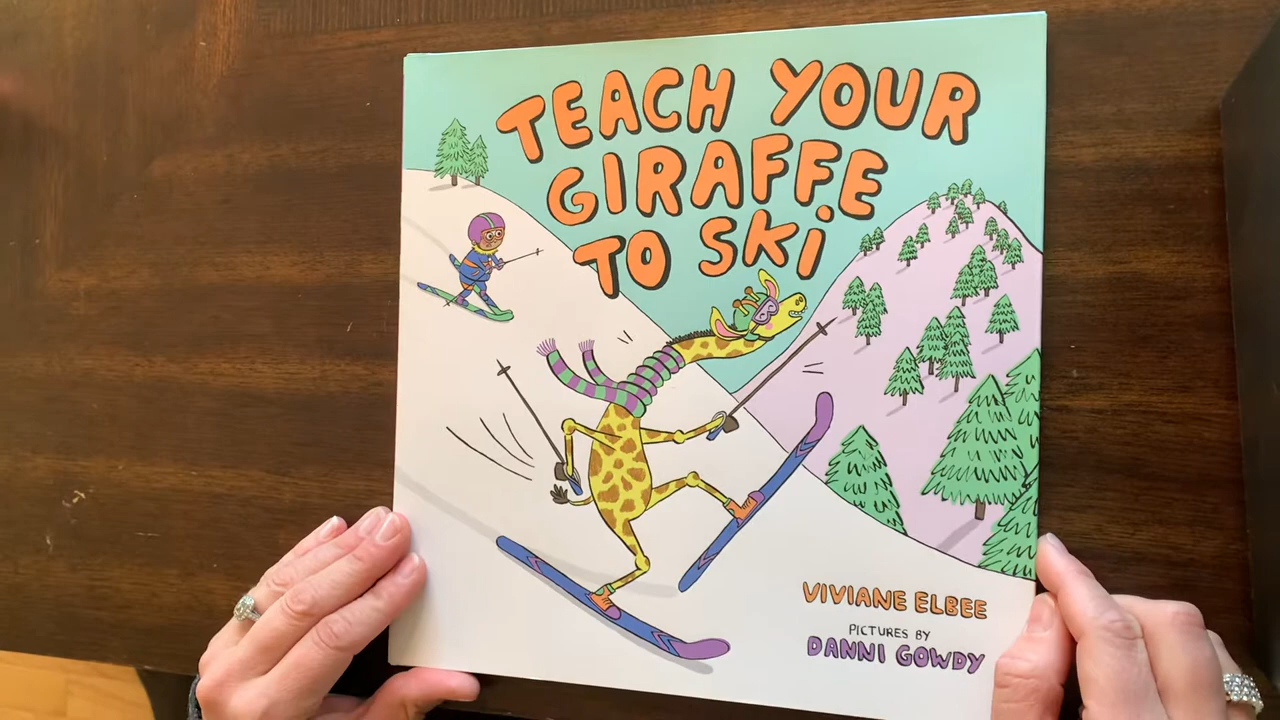 TEACH YOUR
GIRAFFE
TO SKi
VIVIANE ELBEE
PICTURES BY
DANNI GOWDY